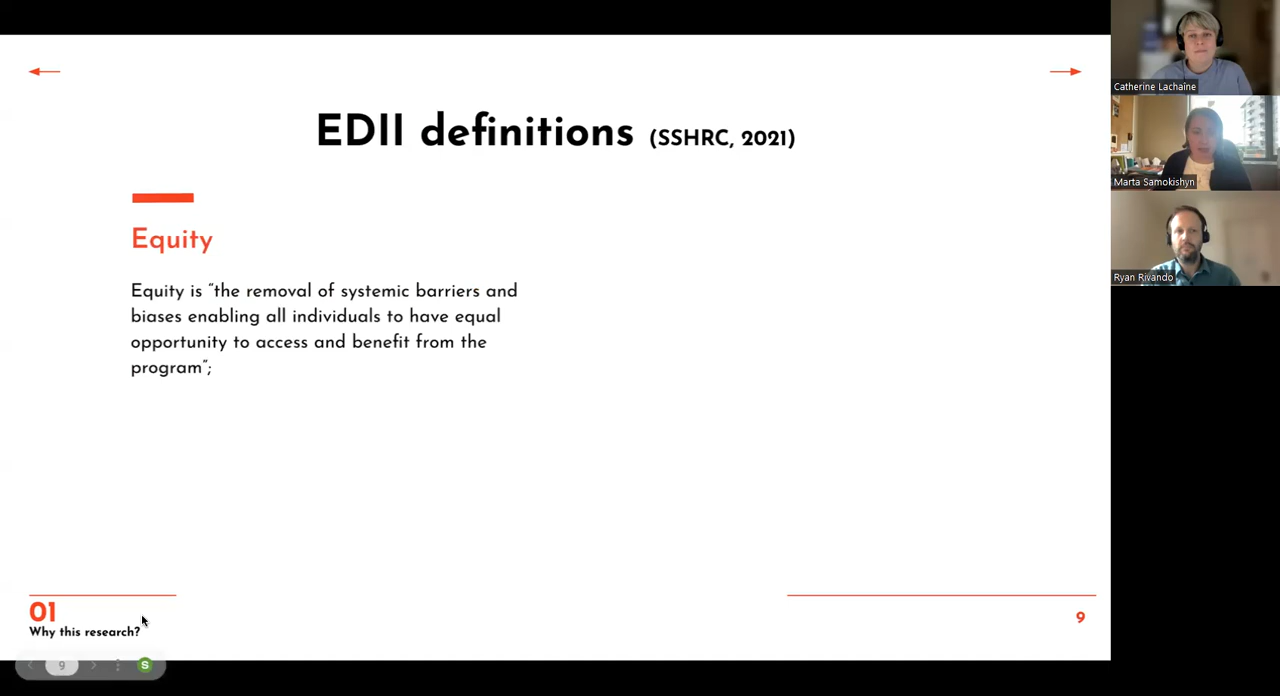 EDII definitions (SSHRC, 2021)
Equity
Equity is “the removal of systemic barriers and
biases enabling all individuals to have equal
opportunity to access and benefit from the
program”;
01
Why this research?
9
9
S
Catherine Lachaîne
Marta Samokishyn
Ryan Rivando